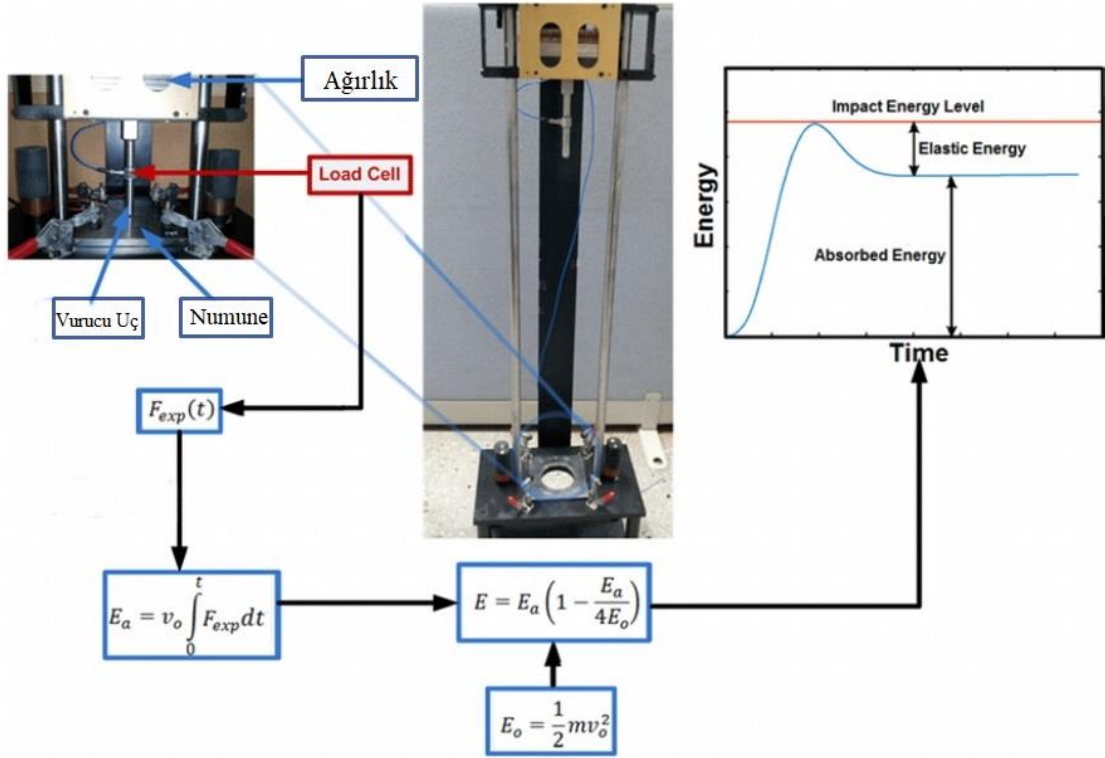 Ağırlık
Load Cell
Vurucu Uç
Numune
Impact Energy Level
Elastic Energy
Absorbed Energy
Energy
Time
F_exp(t)
E_a = v_o ∫_0^t F_exp dt
E = E_a (1 − E_a/4E_o)
E_o = 1/2 mv_o^2